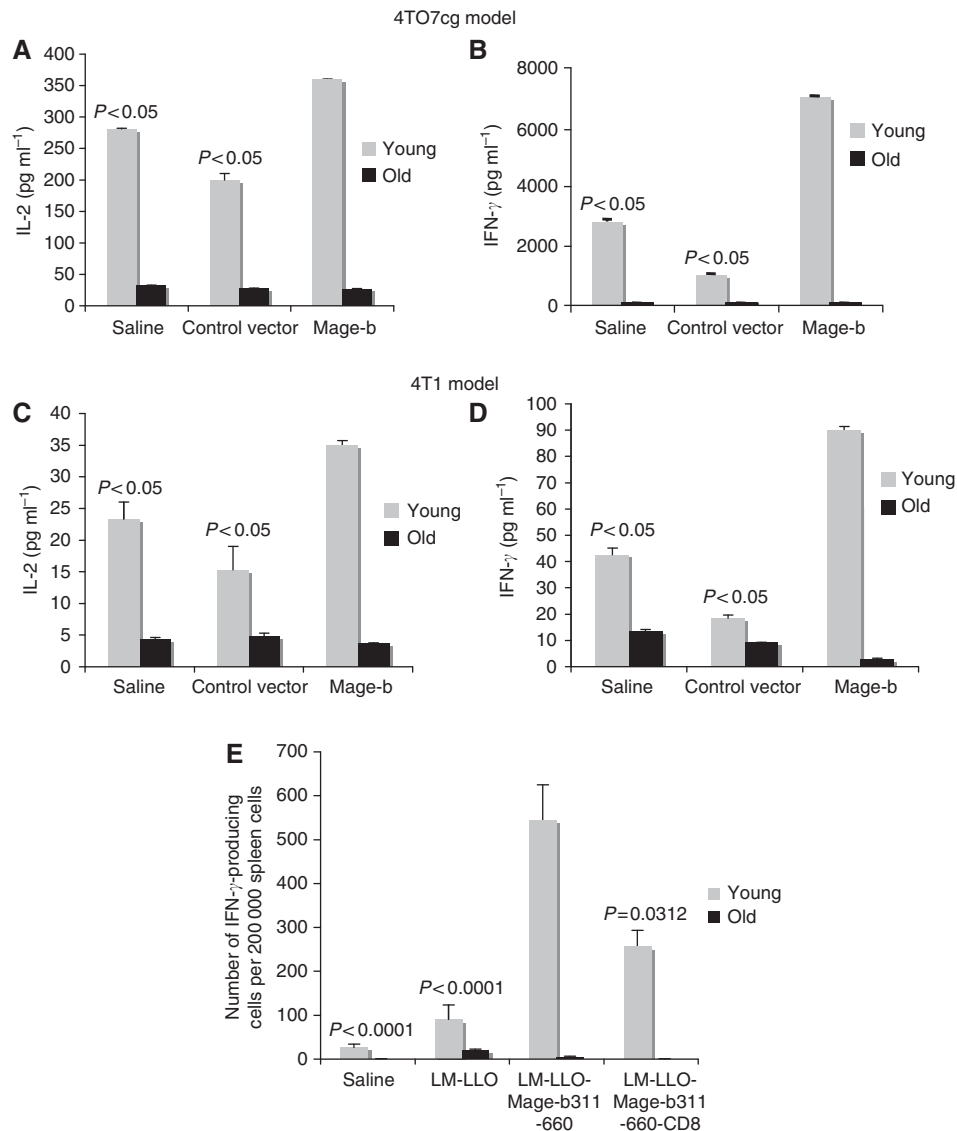 4TO7cg model
A
IL-2 (pg ml−1)
400
350
300
250
200
150
100
50
0
P<0.05
P<0.05
Young
Old
Saline
Control vector
Mage-b
B
IFN-γ (pg ml−1)
8000
6000
4000
2000
0
P<0.05
P<0.05
Young
Old
Saline
Control vector
Mage-b
4T1 model
C
IL-2 (pg ml−1)
40
35
30
25
20
15
10
5
0
P<0.05
P<0.05
Young
Old
Saline
Control vector
Mage-b
D
IFN-γ (pg ml−1)
100
90
80
70
60
50
40
30
20
10
0
P<0.05
P<0.05
Young
Old
Saline
Control vector
Mage-b
E
Number of IFN-γ-producing
cells per 200 000 spleen cells
700
600
500
400
300
200
100
0
P<0.0001
P<0.0001
P=0.0312
Young
Old
Saline
LM-LLO
LM-LLO-
Mage-b311
-660
LM-LLO-
Mage-b311
-660-CD8